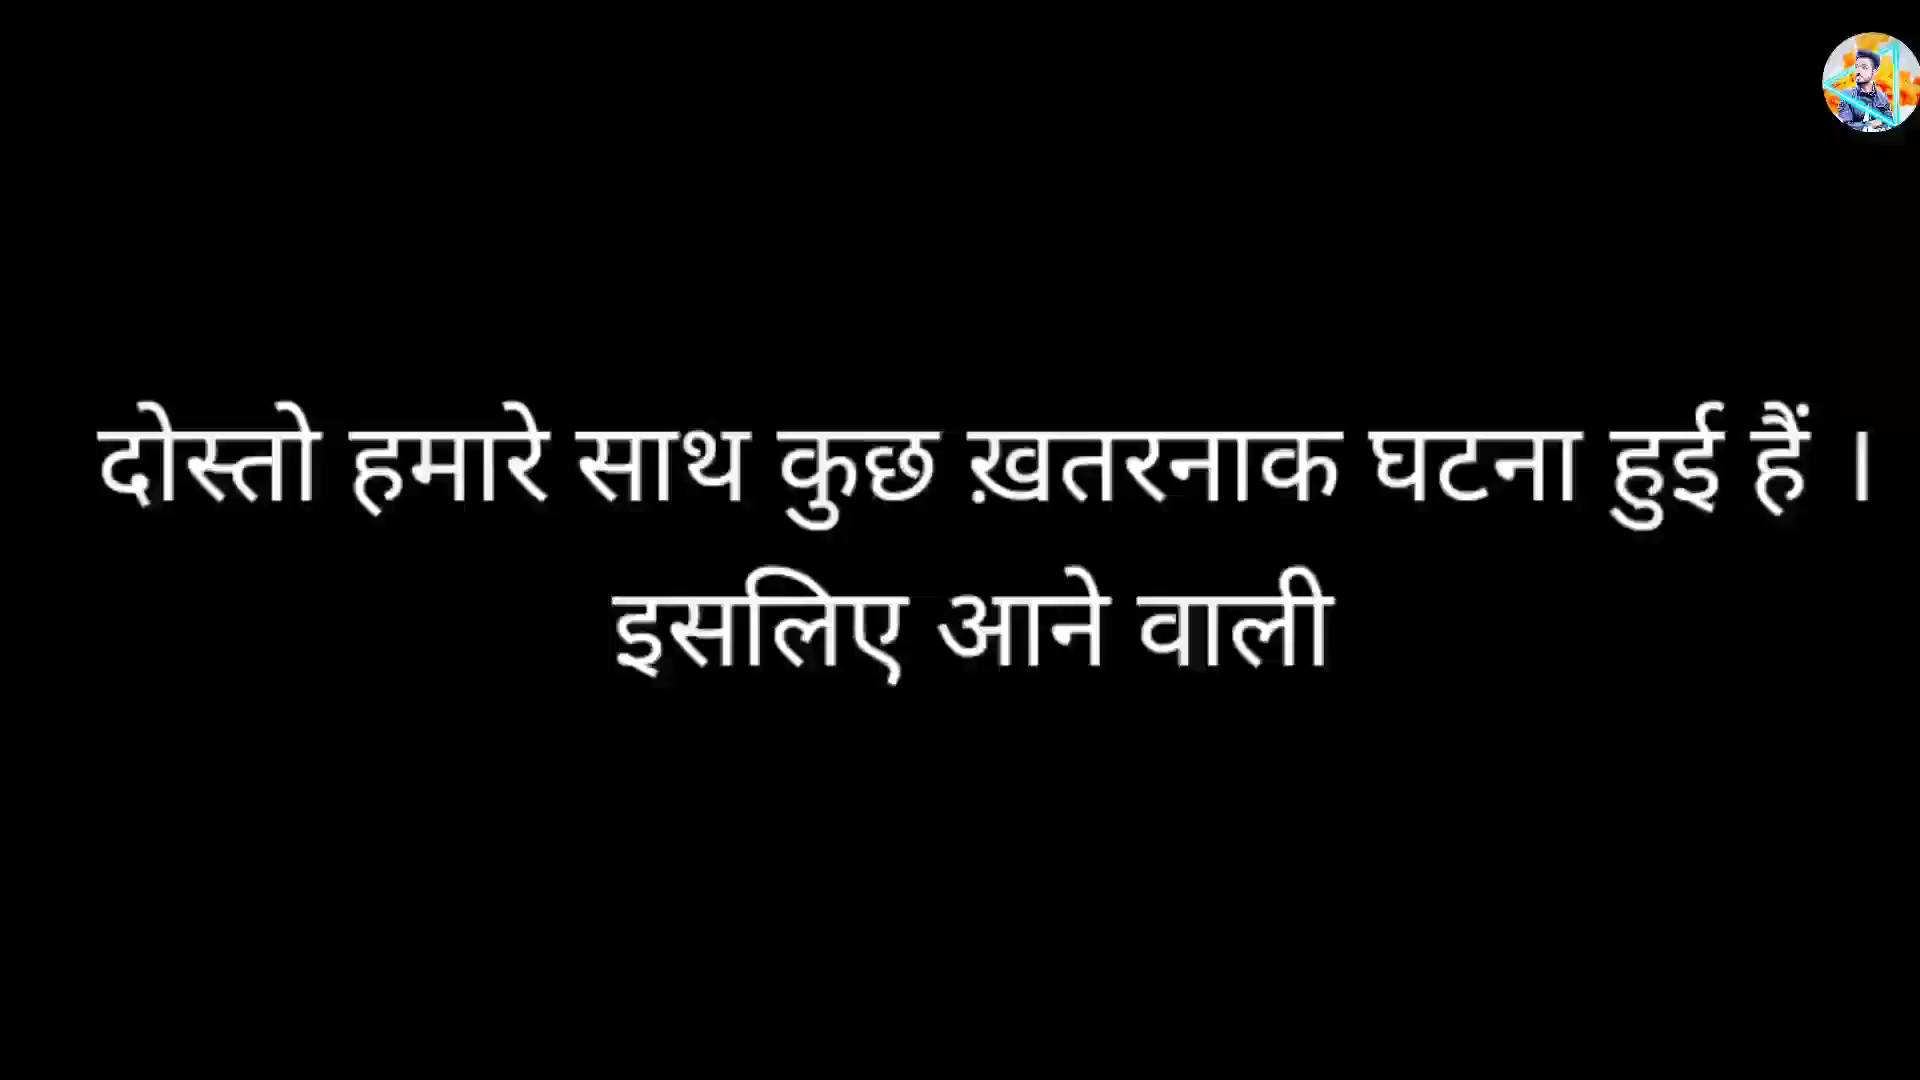 दोस्तो हमारे साथ कुछ ख़तरनाक घटना हुई हैं ।
इसलिए आने वाली